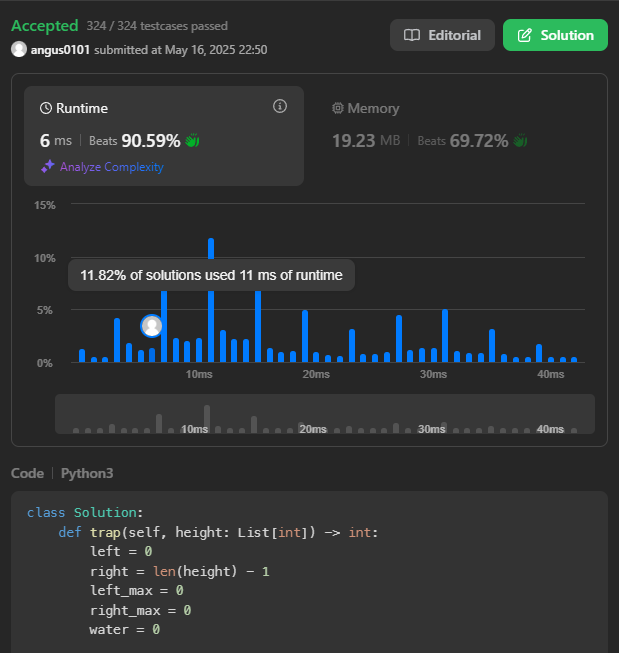 Accepted 324 / 324 testcases passed
angus0101 submitted at May 16, 2025 22:50
Editorial
Solution
Runtime
6 ms | Beats 90.59%
Analyze Complexity
Memory
19.23 MB | Beats 69.72%
15%
10%
11.82% of solutions used 11 ms of runtime
5%
0%
10ms 20ms 30ms 40ms
10ms 20ms 30ms 40ms
Code | Python3
class Solution:
    def trap(self, height: List[int]) -> int:
        left = 0
        right = len(height) - 1
        left_max = 0
        right_max = 0
        water = 0